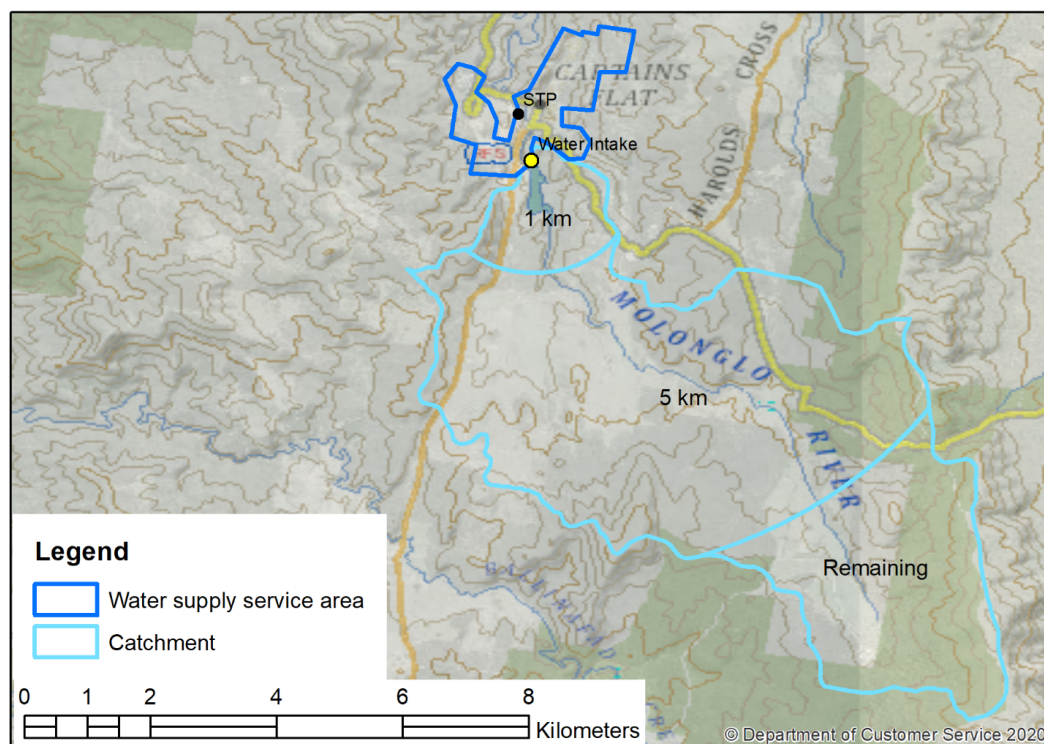 CAPTAINS
FLAT
CROSS
HAROLDS
STP
Water Intake
RFS
1 km
MOLONGLO
RIVER
5 km
Remaining
Legend
Water supply service area
Catchment
0 1 2 4 6 8
Kilometers
© Department of Customer Service 2020